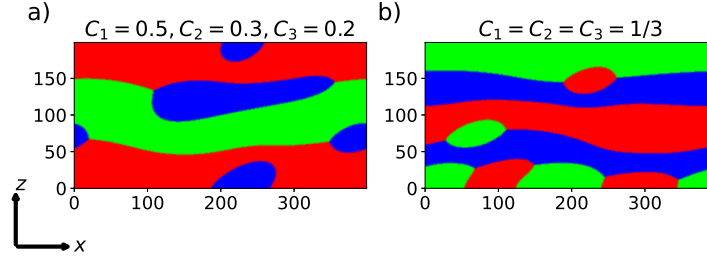 a)
C₁ = 0.5, C₂ = 0.3, C₃ = 0.2
150
100
50
0
0 100 200 300
z
x
b)
C₁ = C₂ = C₃ = 1/3
150
100
50
0
0 100 200 300